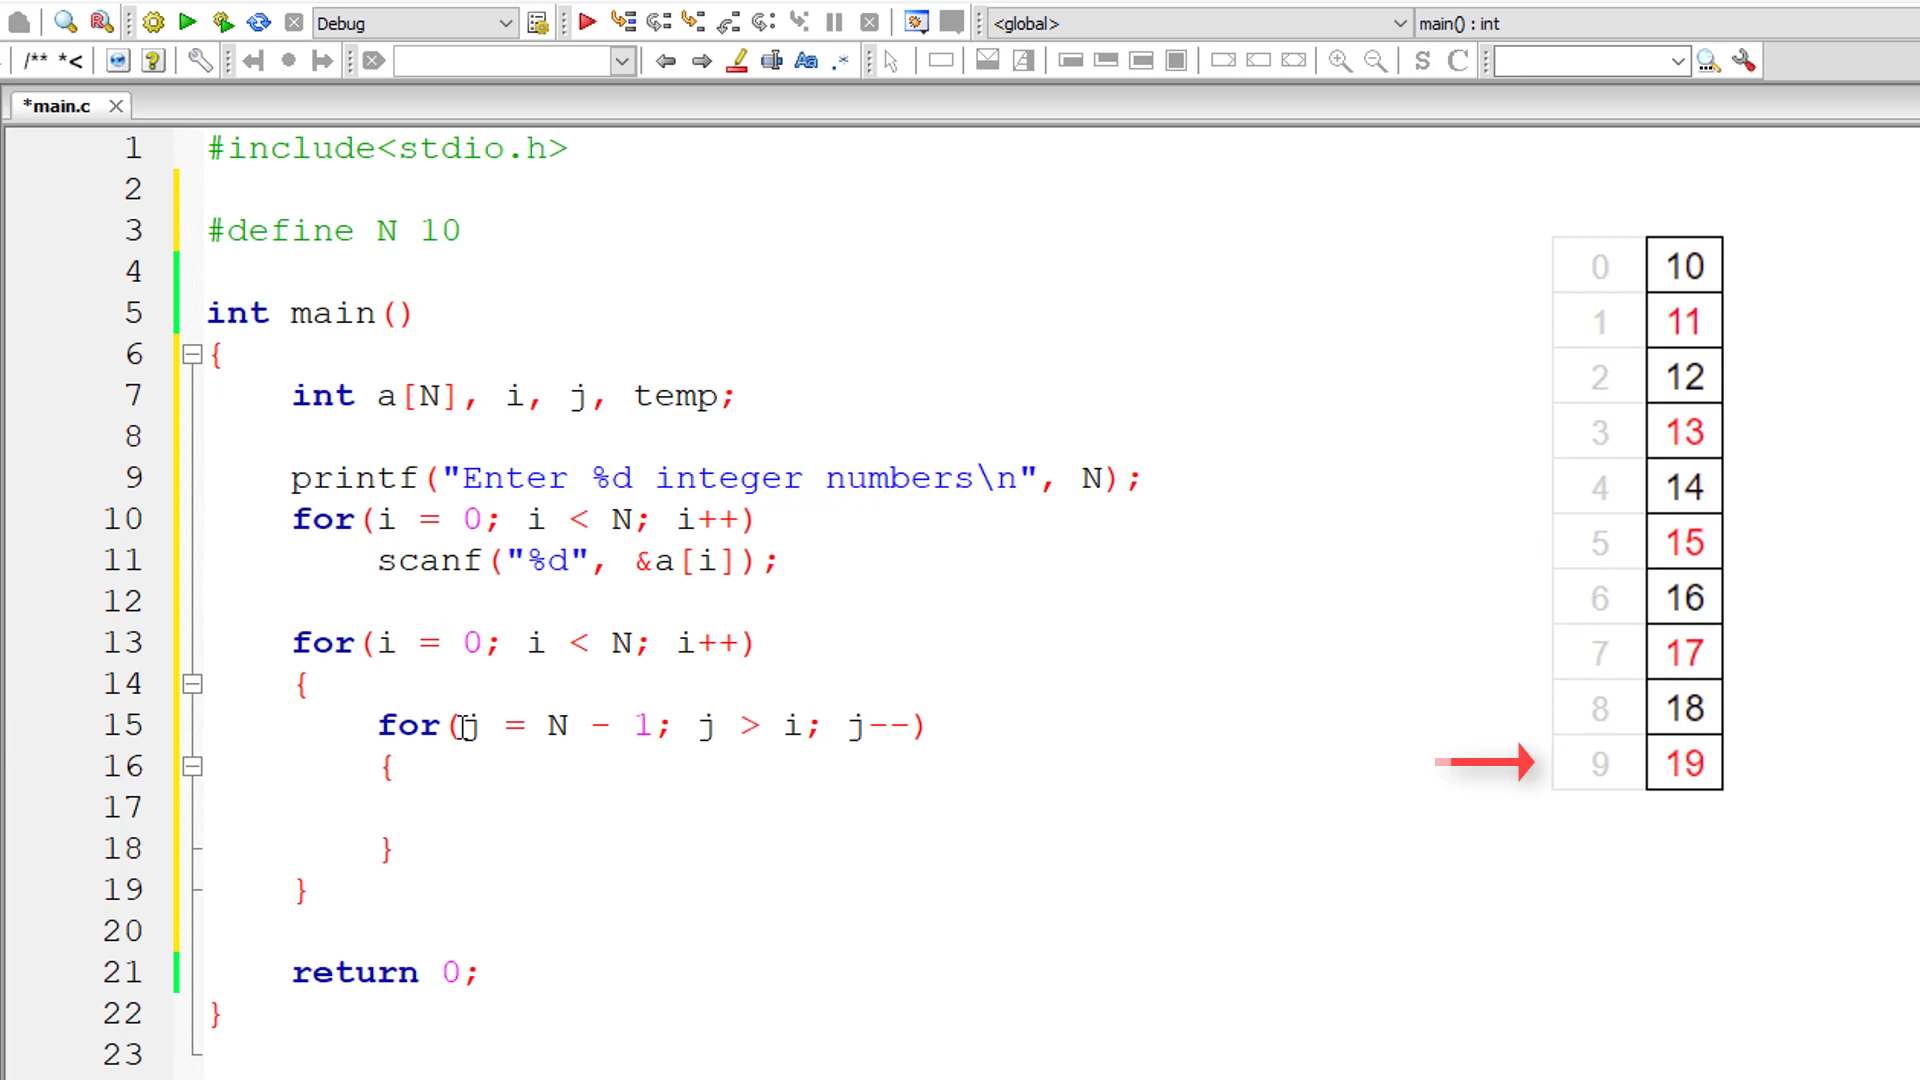 Debug <global> main() : int
/** *< Aa .* S C
*main.c
1 #include<stdio.h>
2
3 #define N 10
4
5 int main()
6 {
7 int a[N], i, j, temp;
8
9 printf("Enter %d integer numbers\n", N);
10 for(i = 0; i < N; i++)
11 scanf("%d", &a[i]);
12
13 for(i = 0; i < N; i++)
14 {
15 for(j = N - 1; j > i; j--)
16 {
17
18 }
19 }
20
21 return 0;
22 }
23
0 10
1 11
2 12
3 13
4 14
5 15
6 16
7 17
8 18
9 19